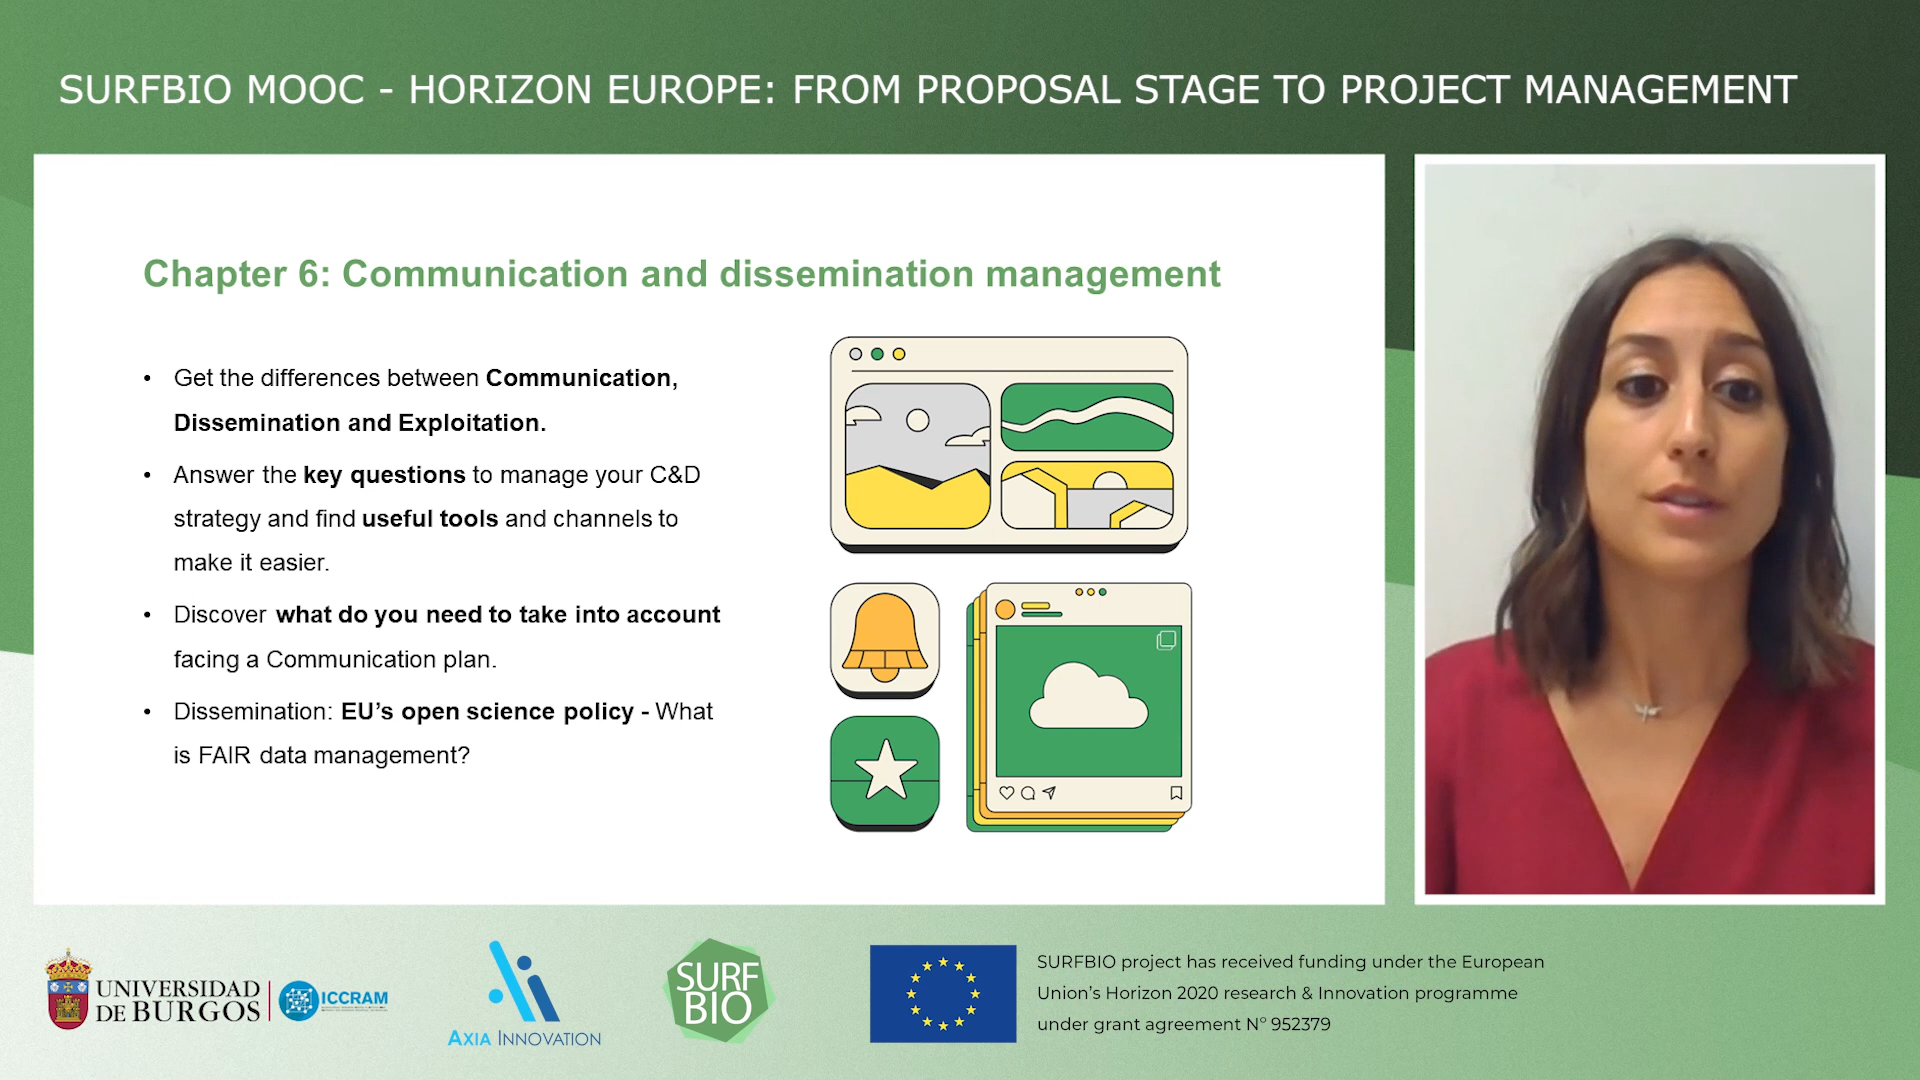 SURFBIO MOOC - HORIZON EUROPE: FROM PROPOSAL STAGE TO PROJECT MANAGEMENT
Chapter 6: Communication and dissemination management
• Get the differences between Communication,
Dissemination and Exploitation.
• Answer the key questions to manage your C&D
strategy and find useful tools and channels to
make it easier.
• Discover what do you need to take into account
facing a Communication plan.
• Dissemination: EU’s open science policy - What
is FAIR data management?
UNIVERSIDAD
DE BURGOS
ICCRAM
AXIA INNOVATION
SURF
BIO
SURFBIO project has received funding under the European
Union’s Horizon 2020 research & Innovation programme
under grant agreement Nº 952379